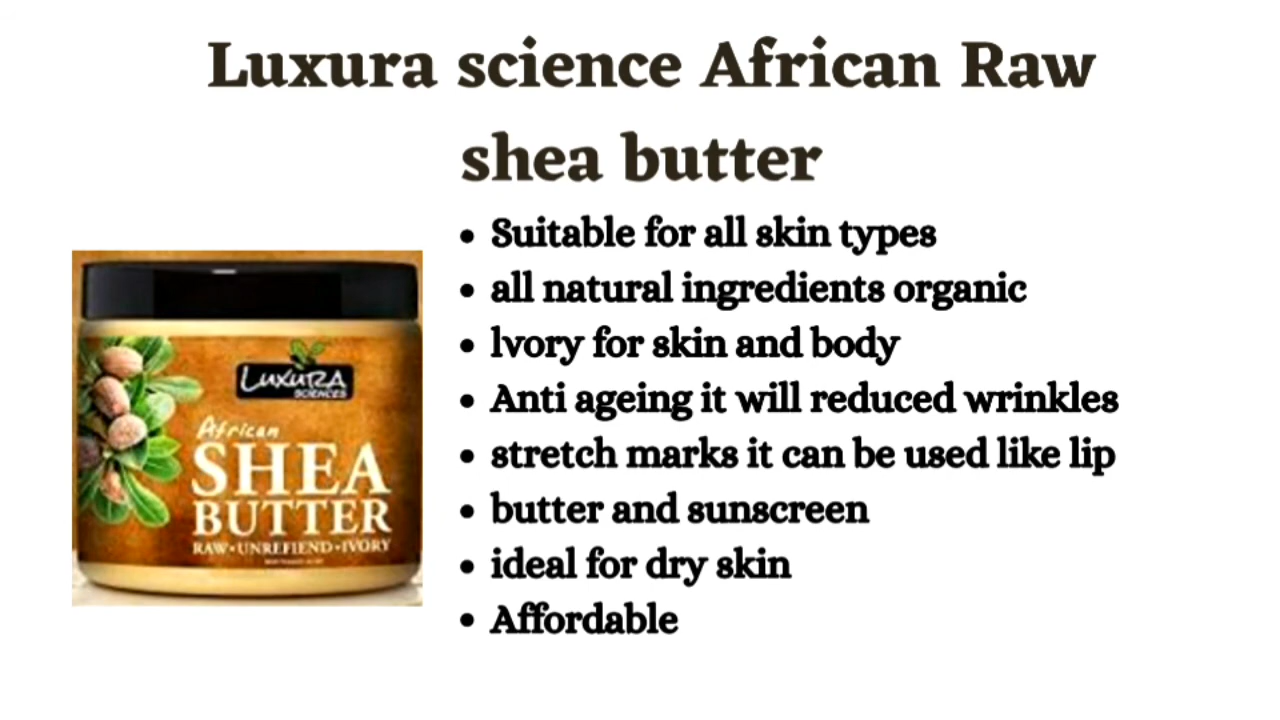 Luxura science African Raw
shea butter
• Suitable for all skin types
• all natural ingredients organic
• lvory for skin and body
• Anti ageing it will reduced wrinkles
• stretch marks it can be used like lip
• butter and sunscreen
• ideal for dry skin
• Affordable
LUXURA
SCIENCES
African
SHEA
BUTTER
RAW•UNREFIEND•IVORY